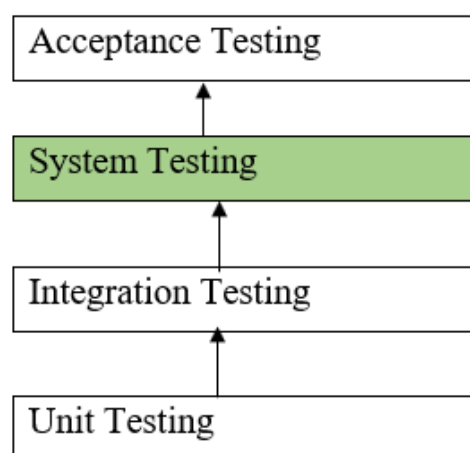 Acceptance Testing
System Testing
Integration Testing
Unit Testing